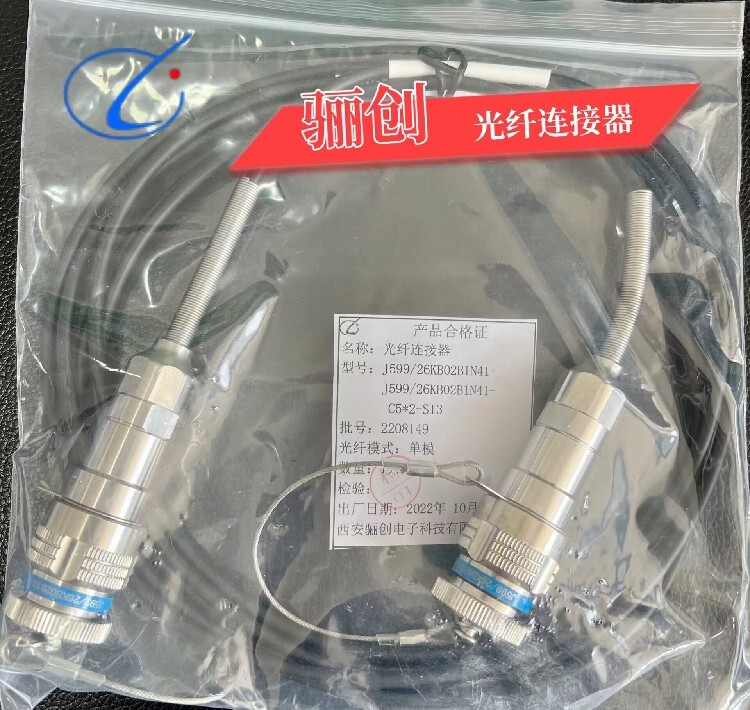 骊创 光纤连接器
产品合格证
名称：光纤连接器
型号：J599/26KB02B1N41-
J599/26KB02B1N41-
C5*2-S13
批号：2208149
光纤模式：单模
数量：
检验：
出厂日期：2022年 10月
西安骊创电子科技有限
J599/26KB02B